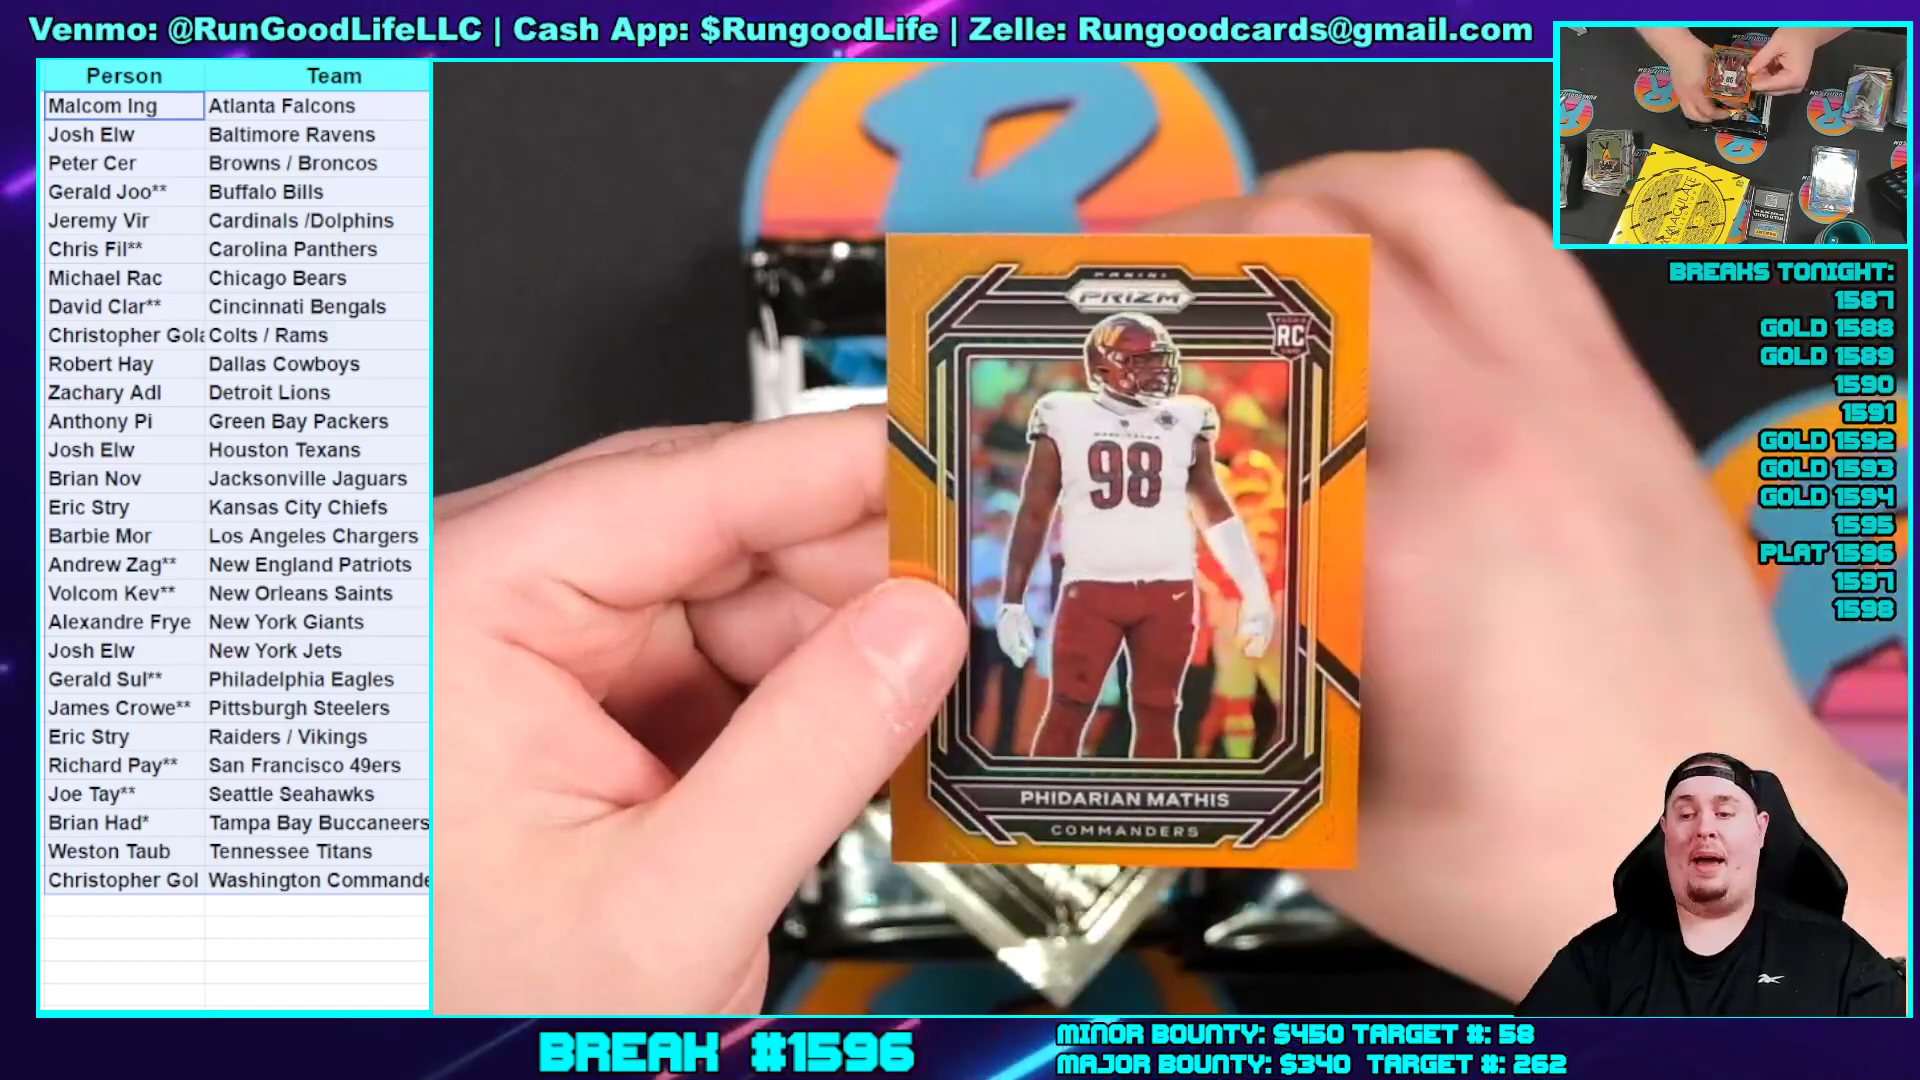 Venmo: @RunGoodLifeLLC | Cash App: $RungoodLife | Zelle: Rungoodcards@gmail.com
Person Team
Malcom Ing Atlanta Falcons
Josh Elw Baltimore Ravens
Peter Cer Browns / Broncos
Gerald Joo** Buffalo Bills
Jeremy Vir Cardinals /Dolphins
Chris Fil** Carolina Panthers
Michael Rac Chicago Bears
David Clar** Cincinnati Bengals
Christopher Gola Colts / Rams
Robert Hay Dallas Cowboys
Zachary Adl Detroit Lions
Anthony Pi Green Bay Packers
Josh Elw Houston Texans
Brian Nov Jacksonville Jaguars
Eric Stry Kansas City Chiefs
Barbie Mor Los Angeles Chargers
Andrew Zag** New England Patriots
Volcom Kev** New Orleans Saints
Alexandre Frye New York Giants
Josh Elw New York Jets
Gerald Sul** Philadelphia Eagles
James Crowe** Pittsburgh Steelers
Eric Stry Raiders / Vikings
Richard Pay** San Francisco 49ers
Joe Tay** Seattle Seahawks
Brian Had* Tampa Bay Buccaneers
Weston Taub Tennessee Titans
Christopher Gol Washington Commande
PANINI
PRIZM
RC
98
PHIDARIAN MATHIS
COMMANDERS
BREAKS TONIGHT:
1587
GOLD 1588
GOLD 1589
1590
1591
GOLD 1592
GOLD 1593
GOLD 1594
1595
PLAT 1596
1597
1598
BREAK #1596
MINOR BOUNTY: $450 TARGET #: 58
MAJOR BOUNTY: $340 TARGET #: 262